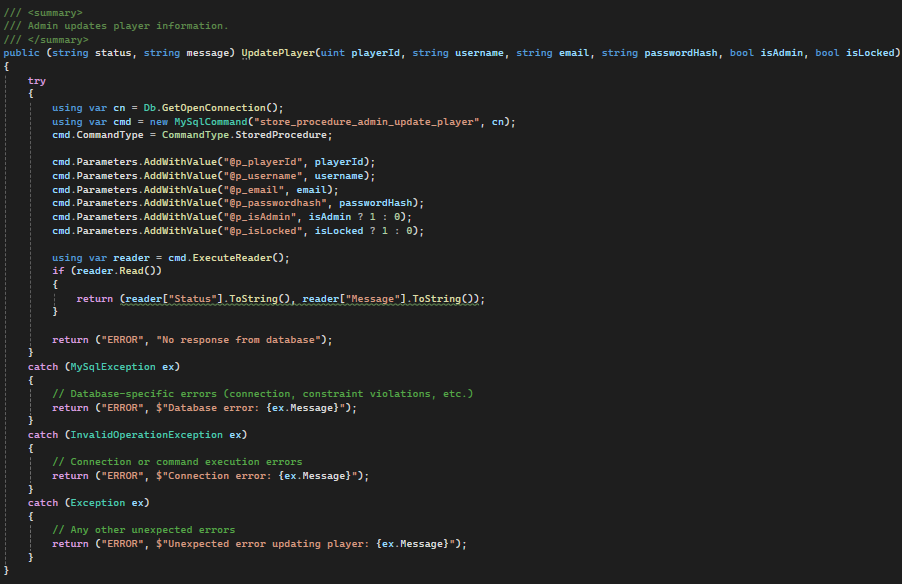 /// <summary>
/// Admin updates player information.
/// </summary>
public (string status, string message) UpdatePlayer(uint playerId, string username, string email, string passwordHash, bool isAdmin, bool isLocked)
{
    try
    {
        using var cn = Db.GetOpenConnection();
        using var cmd = new MySqlCommand("store_procedure_admin_update_player", cn);
        cmd.CommandType = CommandType.StoredProcedure;

        cmd.Parameters.AddWithValue("@p_playerId", playerId);
        cmd.Parameters.AddWithValue("@p_username", username);
        cmd.Parameters.AddWithValue("@p_email", email);
        cmd.Parameters.AddWithValue("@p_passwordhash", passwordHash);
        cmd.Parameters.AddWithValue("@p_isAdmin", isAdmin ? 1 : 0);
        cmd.Parameters.AddWithValue("@p_isLocked", isLocked ? 1 : 0);

        using var reader = cmd.ExecuteReader();
        if (reader.Read())
        {
            return (reader["Status"].ToString(), reader["Message"].ToString());
        }

        return ("ERROR", "No response from database");
    }
    catch (MySqlException ex)
    {
        // Database-specific errors (connection, constraint violations, etc.)
        return ("ERROR", $"Database error: {ex.Message}");
    }
    catch (InvalidOperationException ex)
    {
        // Connection or command execution errors
        return ("ERROR", $"Connection error: {ex.Message}");
    }
    catch (Exception ex)
    {
        // Any other unexpected errors
        return ("ERROR", $"Unexpected error updating player: {ex.Message}");
    }
}